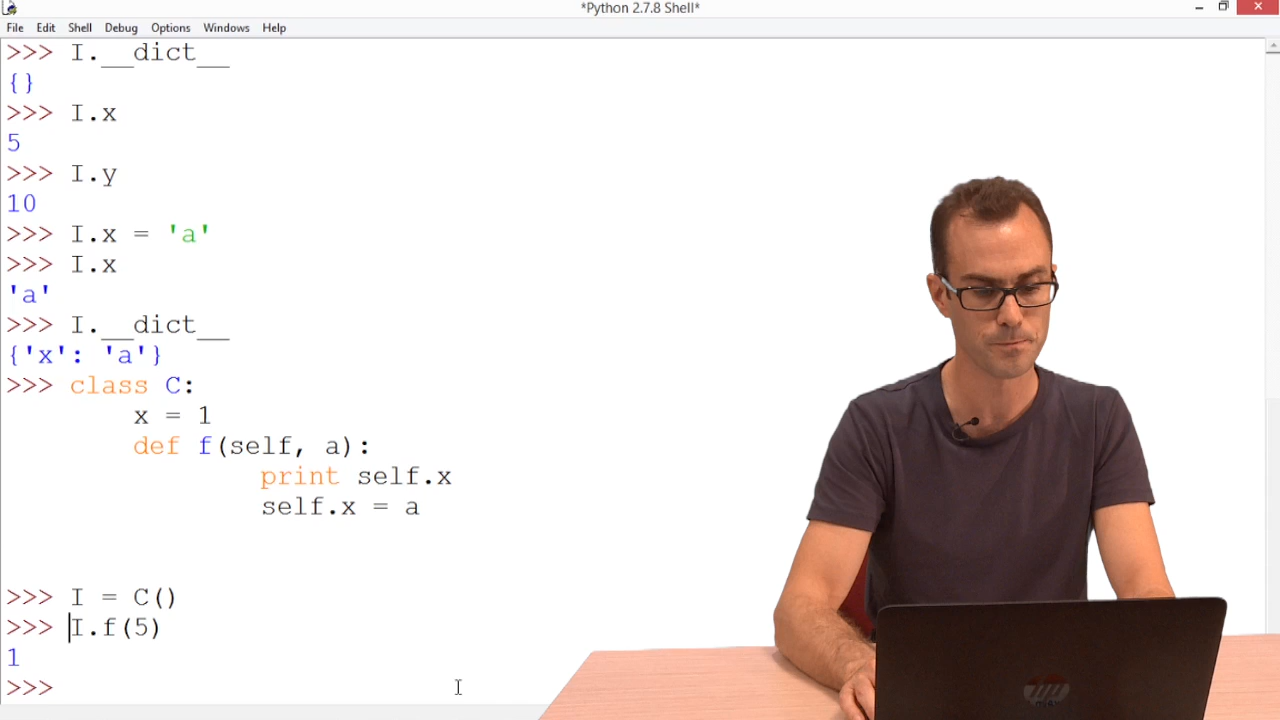 *Python 2.7.8 Shell*
File Edit Shell Debug Options Windows Help
>>> I.__dict__
{}
>>> I.x
5
>>> I.y
10
>>> I.x = 'a'
>>> I.x
'a'
>>> I.__dict__
{'x': 'a'}
>>> class C:
x = 1
def f(self, a):
print self.x
self.x = a
>>> I = C()
>>> I.f(5)
1
>>>